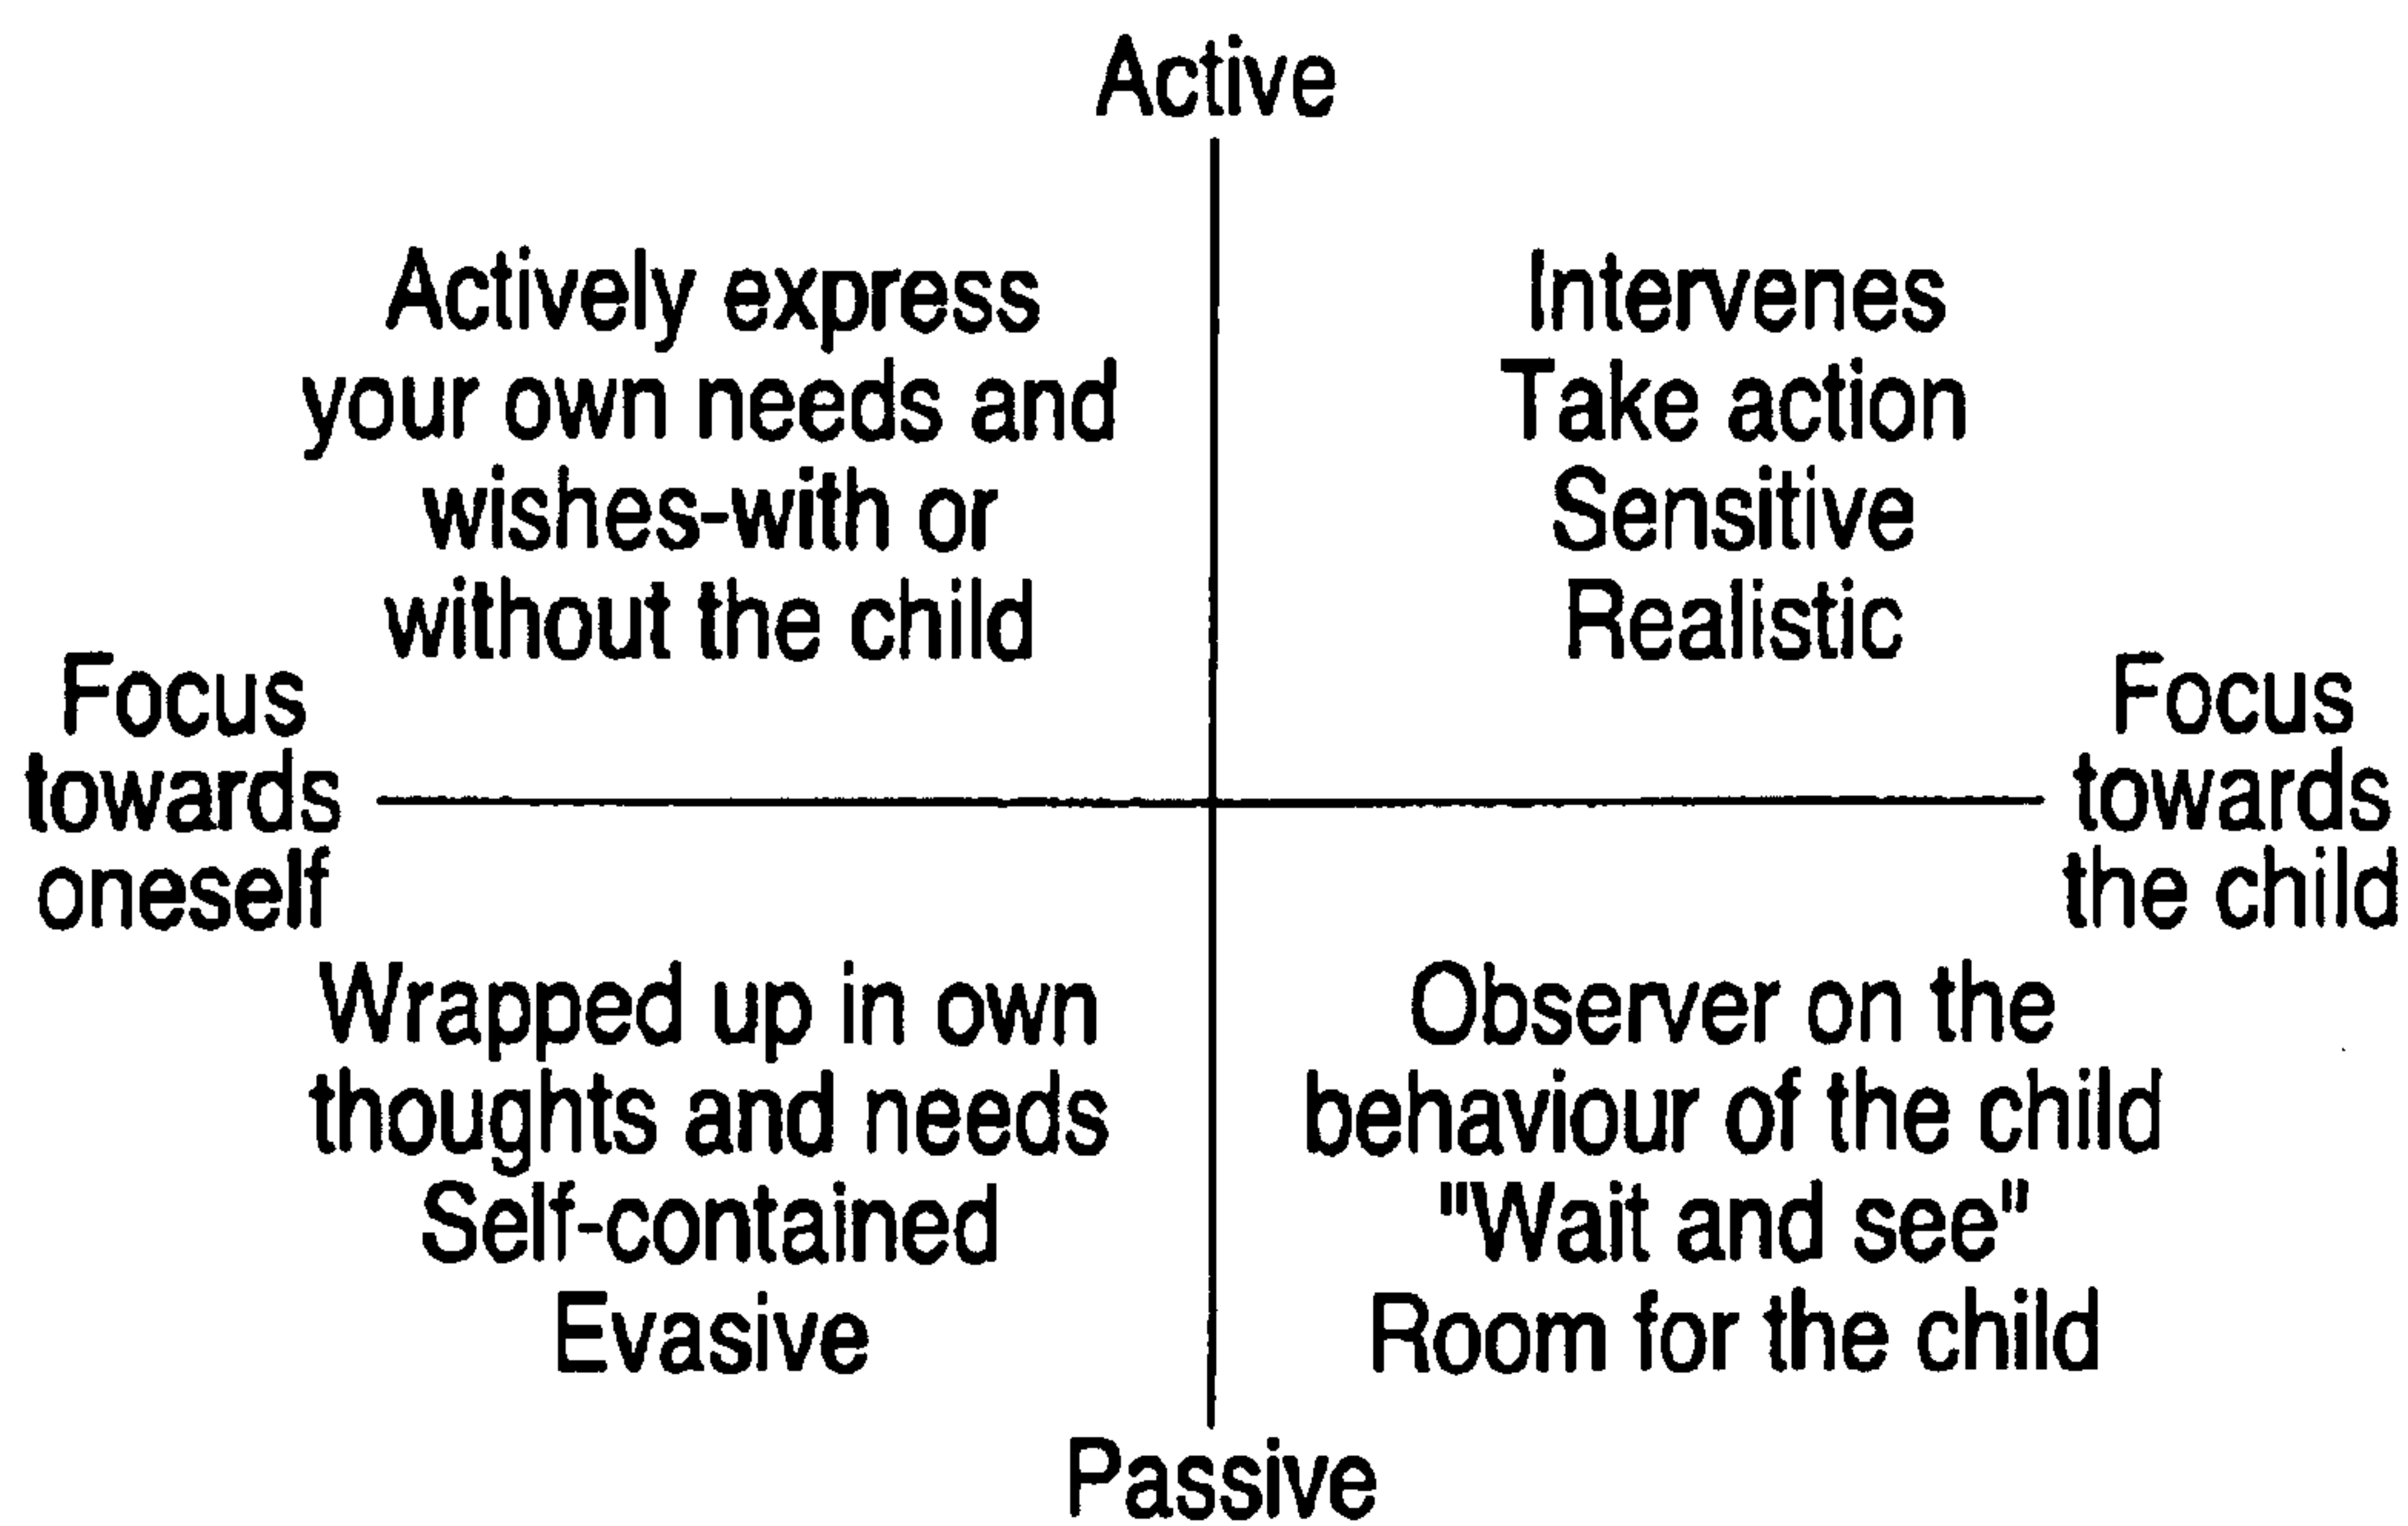 Active
Actively express
your own needs and
wishes-with or
without the child
Intervenes
Take action
Sensitive
Realistic
Focus
towards
oneself
Focus
towards
the child
Wrapped up in own
thoughts and needs
Self-contained
Evasive
Observer on the
behaviour of the child
"Wait and see"
Room for the child
Passive